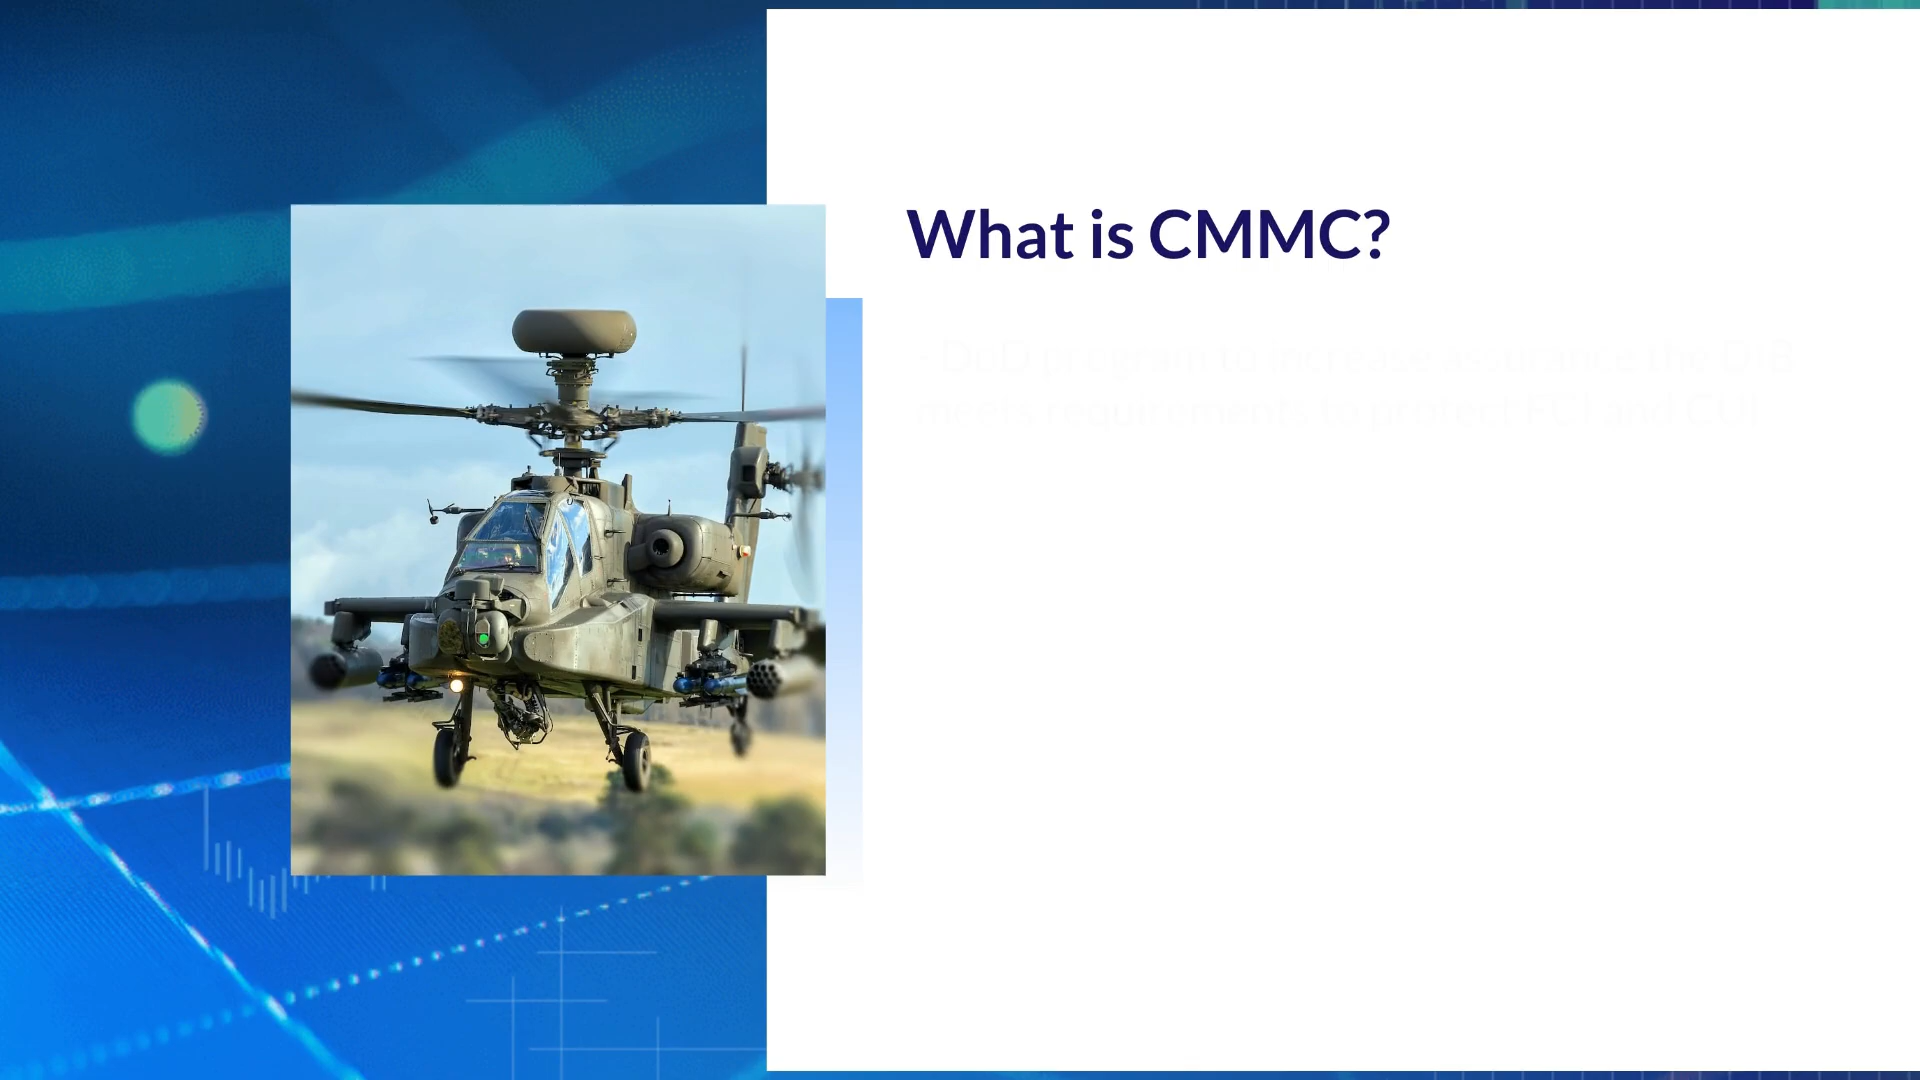 What is CMMC?
- DoD program to increase assurance the DIB
meets requirements to protect FCI and CUI